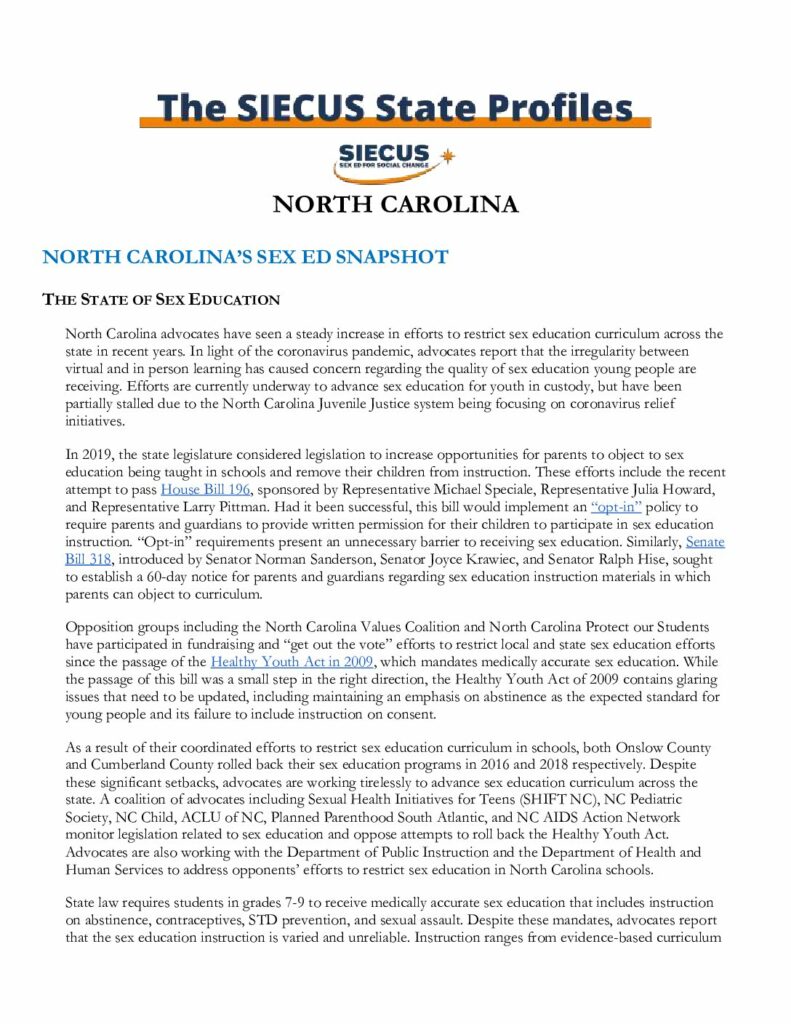 The SIECUS State Profiles
SIECUS
SEX ED FOR SOCIAL CHANGE
NORTH CAROLINA
NORTH CAROLINA'S SEX ED SNAPSHOT
THE STATE OF SEX EDUCATION
North Carolina advocates have seen a steady increase in efforts to restrict sex education curriculum across the
state in recent years. In light of the coronavirus pandemic, advocates report that the irregularity between
virtual and in person learning has caused concern regarding the quality of sex education young people are
receiving. Efforts are currently underway to advance sex education for youth in custody, but have been
partially stalled due to the North Carolina Juvenile Justice system being focusing on coronavirus relief
initiatives.
In 2019, the state legislature considered legislation to increase opportunities for parents to object to sex
education being taught in schools and remove their children from instruction. These efforts include the recent
attempt to pass House Bill 196, sponsored by Representative Michael Speciale, Representative Julia Howard,
and Representative Larry Pittman. Had it been successful, this bill would implement an “opt-in” policy to
require parents and guardians to provide written permission for their children to participate in sex education
instruction. “Opt-in” requirements present an unnecessary barrier to receiving sex education. Similarly, Senate
Bill 318, introduced by Senator Norman Sanderson, Senator Joyce Krawiec, and Senator Ralph Hise, sought
to establish a 60-day notice for parents and guardians regarding sex education instruction materials in which
parents can object to curriculum.
Opposition groups including the North Carolina Values Coalition and North Carolina Protect our Students
have participated in fundraising and “get out the vote” efforts to restrict local and state sex education efforts
since the passage of the Healthy Youth Act in 2009, which mandates medically accurate sex education. While
the passage of this bill was a small step in the right direction, the Healthy Youth Act of 2009 contains glaring
issues that need to be updated, including maintaining an emphasis on abstinence as the expected standard for
young people and its failure to include instruction on consent.
As a result of their coordinated efforts to restrict sex education curriculum in schools, both Onslow County
and Cumberland County rolled back their sex education programs in 2016 and 2018 respectively. Despite
these significant setbacks, advocates are working tirelessly to advance sex education curriculum across the
state. A coalition of advocates including Sexual Health Initiatives for Teens (SHIFT NC), NC Pediatric
Society, NC Child, ACLU of NC, Planned Parenthood South Atlantic, and NC AIDS Action Network
monitor legislation related to sex education and oppose attempts to roll back the Healthy Youth Act.
Advocates are also working with the Department of Public Instruction and the Department of Health and
Human Services to address opponents’ efforts to restrict sex education in North Carolina schools.
State law requires students in grades 7-9 to receive medically accurate sex education that includes instruction
on abstinence, contraceptives, STD prevention, and sexual assault. Despite these mandates, advocates report
that the sex education instruction is varied and unreliable. Instruction ranges from evidence-based curriculum